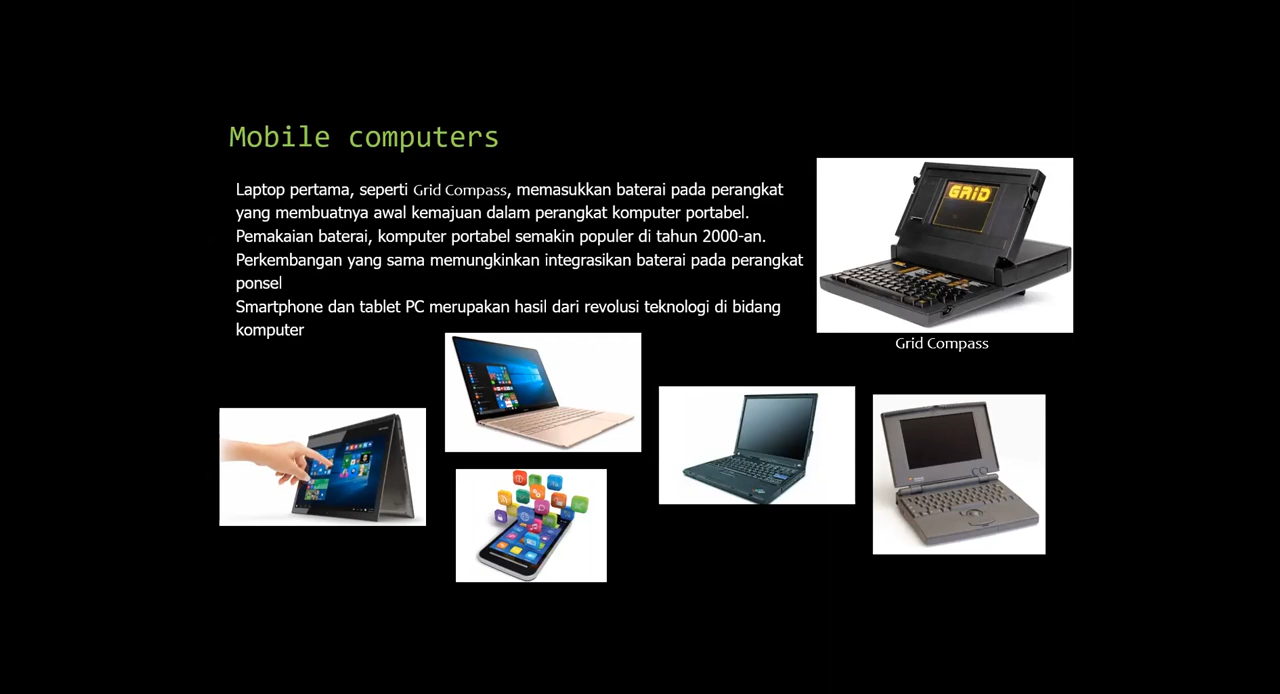 Mobile computers
Laptop pertama, seperti Grid Compass, memasukkan baterai pada perangkat
yang membuatnya awal kemajuan dalam perangkat komputer portabel.
Pemakaian baterai, komputer portabel semakin populer di tahun 2000-an.
Perkembangan yang sama memungkinkan integrasikan baterai pada perangkat
ponsel
Smartphone dan tablet PC merupakan hasil dari revolusi teknologi di bidang
komputer
GRiD
Grid Compass